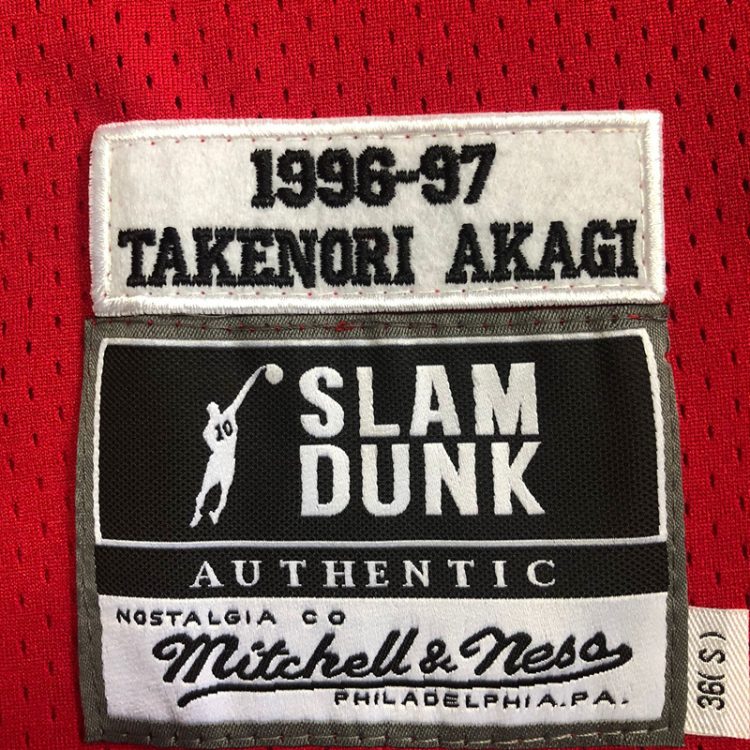 1996-97
TAKENORI AKAGI
10
SLAM
DUNK
AUTHENTIC
NOSTALGIA CO
Mitchell & Ness
PHILADELPHIA.PA.
36(S)